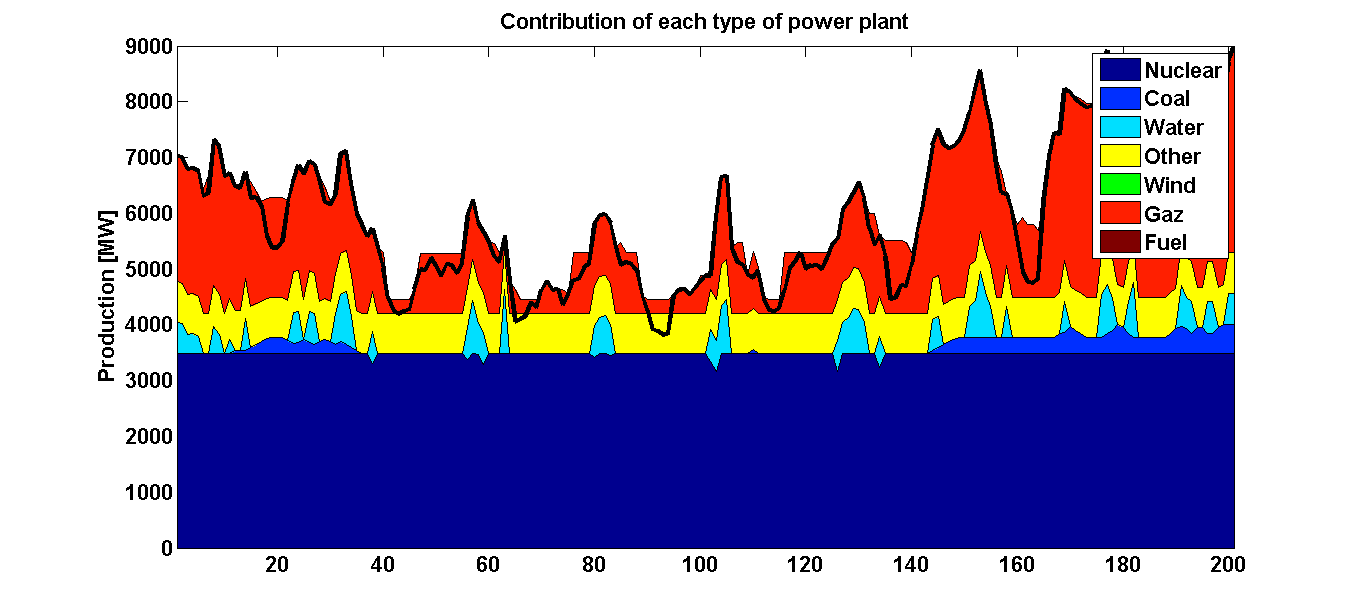 Contribution of each type of power plant
Production [MW]
9000
8000
7000
6000
5000
4000
3000
2000
1000
0
20 40 60 80 100 120 140 160 180 200
Nuclear
Coal
Water
Other
Wind
Gaz
Fuel